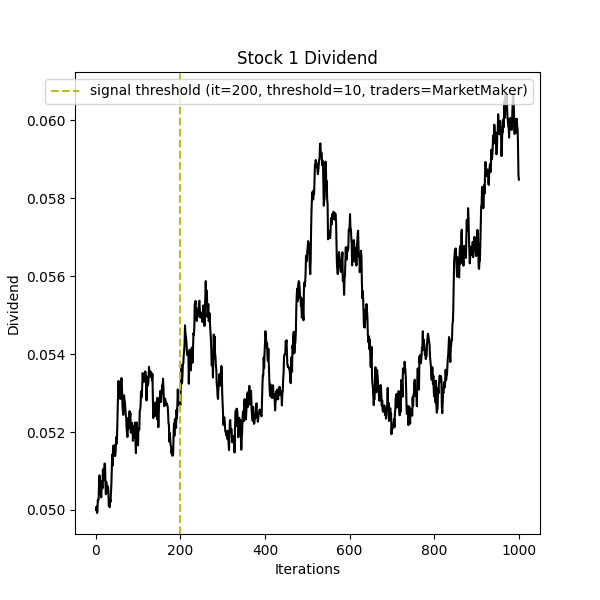 Stock 1 Dividend
signal threshold (it=200, threshold=10, traders=MarketMaker)
0.060
0.058
0.056
0.054
0.052
0.050
Dividend
0 200 400 600 800 1000
Iterations